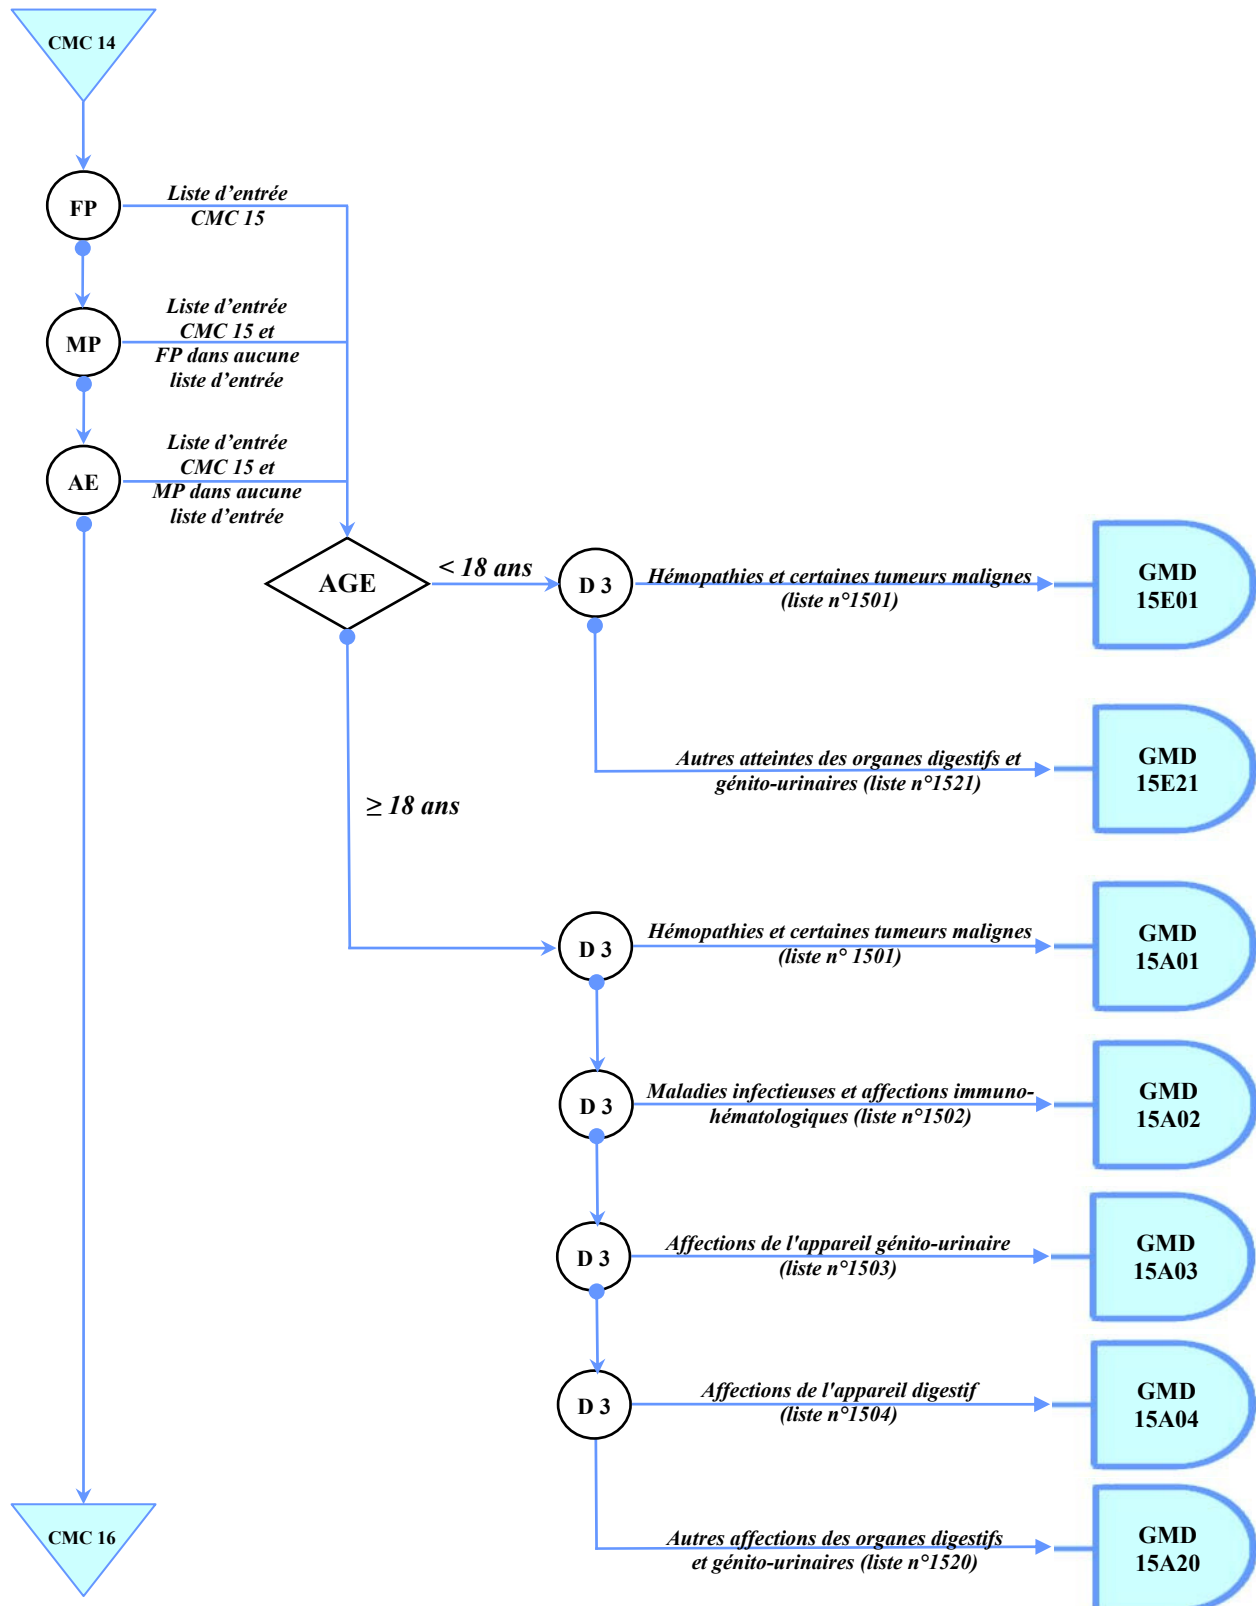 CMC 14
FP
Liste d'entrée
CMC 15
MP
Liste d'entrée
CMC 15 et
FP dans aucune
liste d'entrée
AE
Liste d'entrée
CMC 15 et
MP dans aucune
liste d'entrée
AGE
< 18 ans
D 3
Hémopathies et certaines tumeurs malignes
(liste n°1501)
GMD
15E01
Autres atteintes des organes digestifs et
génito-urinaires (liste n°1521)
GMD
15E21
≥ 18 ans
D 3
Hémopathies et certaines tumeurs malignes
(liste n° 1501)
GMD
15A01
D 3
Maladies infectieuses et affections immuno-
hématologiques (liste n°1502)
GMD
15A02
D 3
Affections de l'appareil génito-urinaire
(liste n°1503)
GMD
15A03
D 3
Affections de l'appareil digestif
(liste n°1504)
GMD
15A04
Autres affections des organes digestifs
et génito-urinaires (liste n°1520)
GMD
15A20
CMC 16